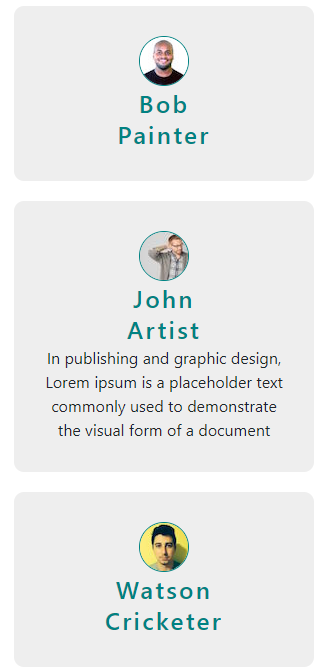 Bob
Painter
John
Artist
In publishing and graphic design,
Lorem ipsum is a placeholder text
commonly used to demonstrate
the visual form of a document
Watson
Cricketer